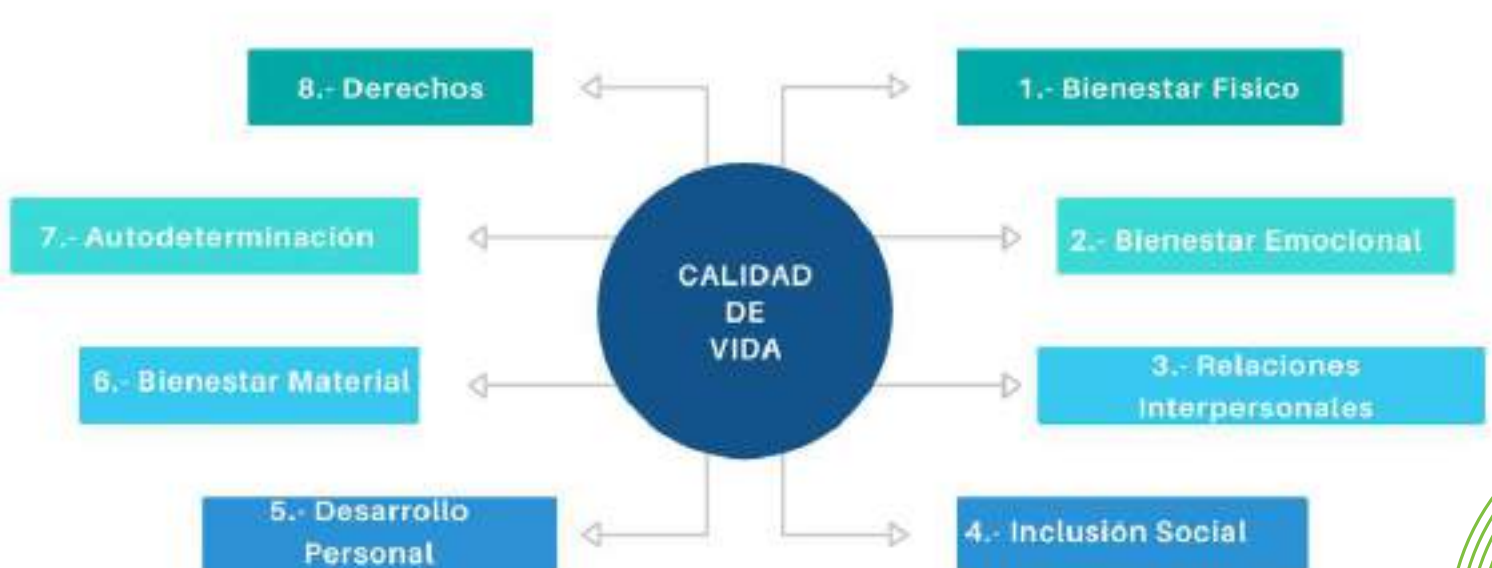 8.- Derechos
1.- Bienestar Fisico
7.- Autodeterminación
2.- Bienestar Emocional
CALIDAD
DE
VIDA
6.- Bienestar Material
3.- Relaciones
Interpersonales
5.- Desarrollo
Personal
4.- Inclusión Social